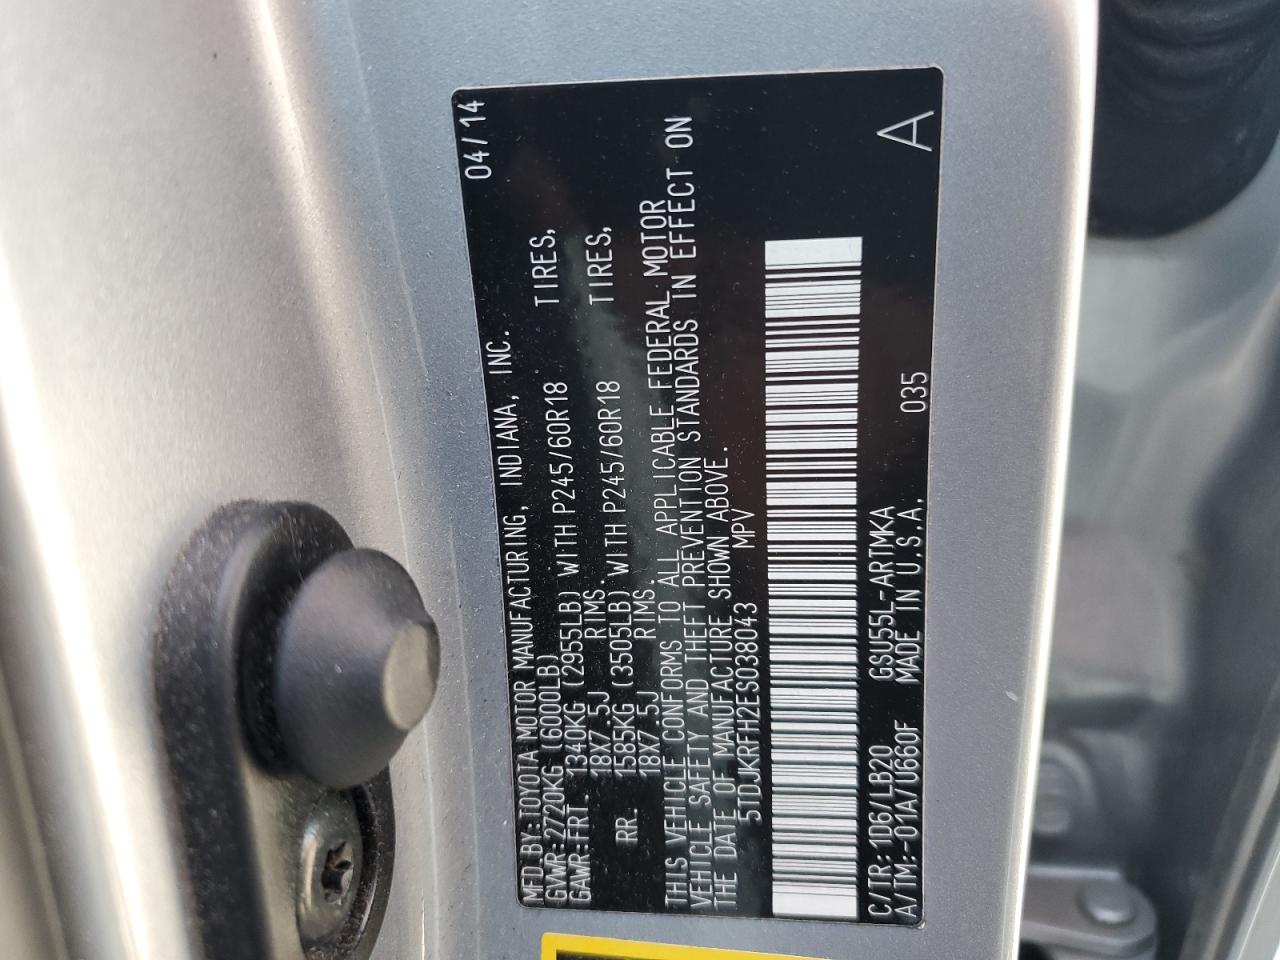 MFD.BY:TOYOTA MOTOR MANUFACTURING, INDIANA, INC. 04/14
GVWR:2720KG (6000LB)
GAWR:FRT 1340KG (2955LB) WITH P245/60R18 TIRES,
18X7.5J RIMS.
RR 1585KG (3505LB) WITH P245/60R18 TIRES,
18X7.5J RIMS.
THIS VEHICLE CONFORMS TO ALL APPLICABLE FEDERAL MOTOR
VEHICLE SAFETY AND THEFT PREVENTION STANDARDS IN EFFECT ON
THE DATE OF MANUFACTURE SHOWN ABOVE.
5TDJKRFH2ES038043 MPV
C/TR:1D6/LB20 GSU55L-ARTMKA
A/TM:-01A/U660F MADE IN U.S.A. 035 A